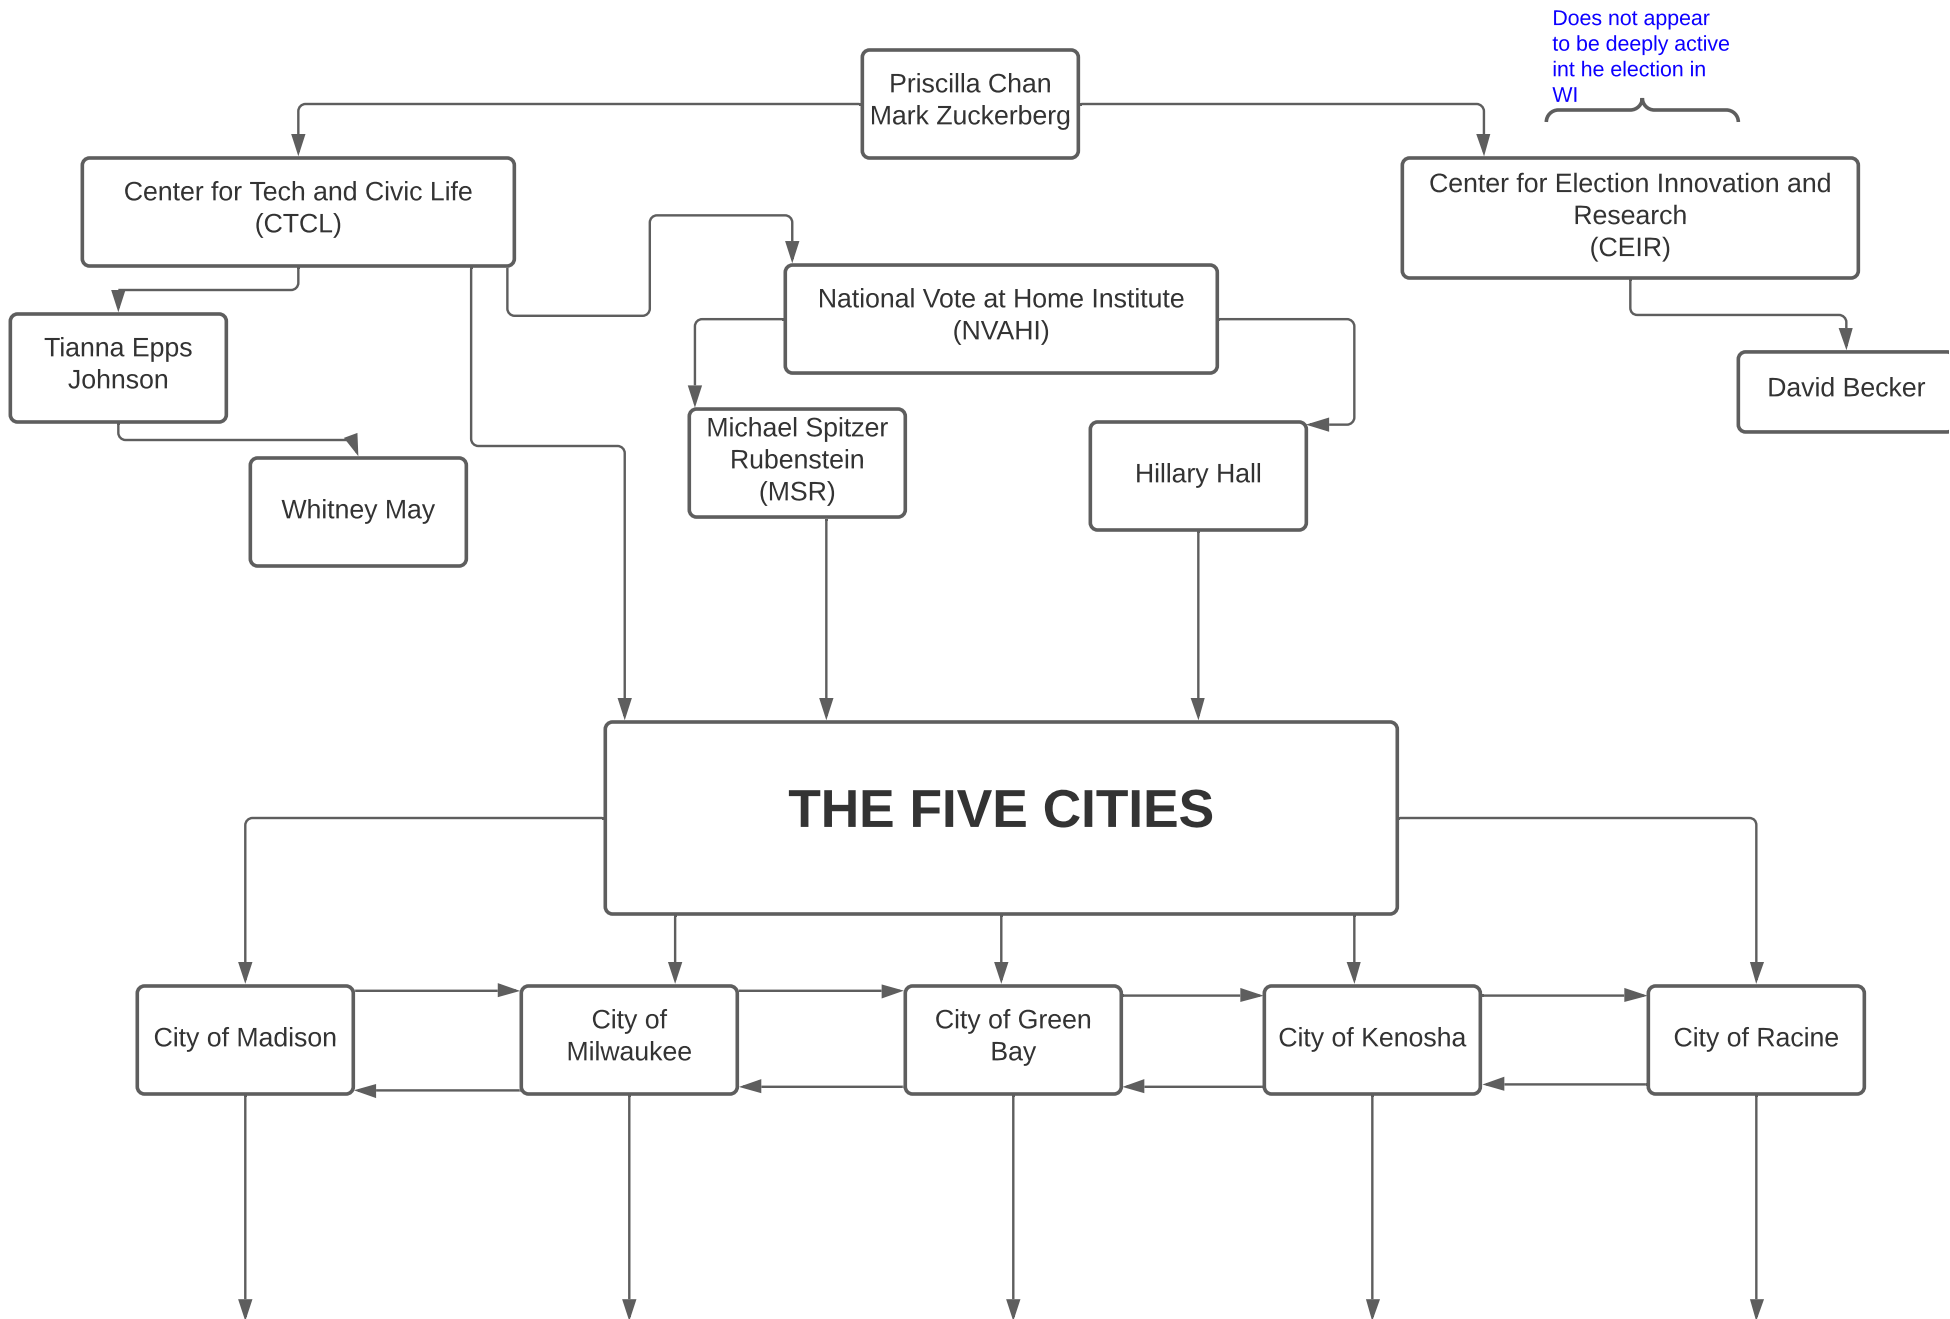 Does not appear
to be deeply active
int he election in
WI
Priscilla Chan
Mark Zuckerberg
Center for Tech and Civic Life
(CTCL)
Center for Election Innovation and
Research
(CEIR)
National Vote at Home Institute
(NVAHI)
Tianna Epps
Johnson
David Becker
Michael Spitzer
Rubenstein
(MSR)
Hillary Hall
Whitney May
THE FIVE CITIES
City of Madison
City of
Milwaukee
City of Green
Bay
City of Kenosha
City of Racine